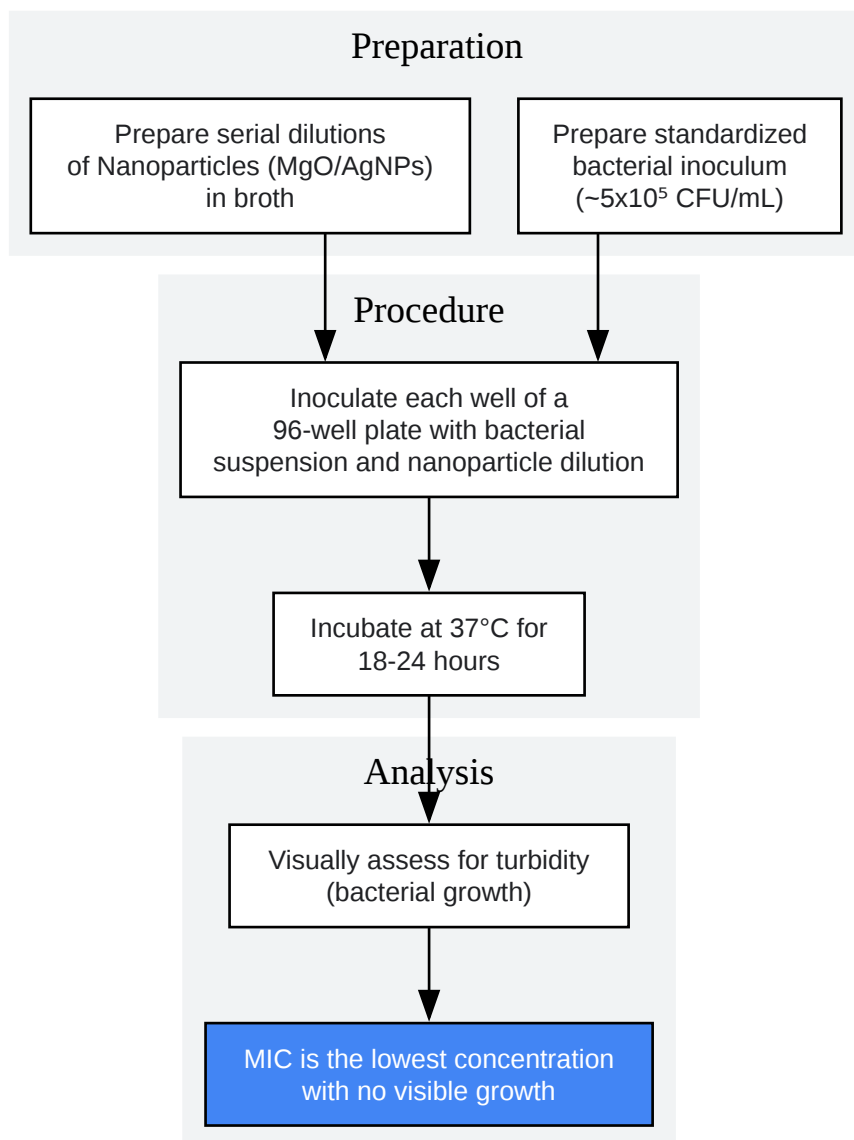 Preparation
Prepare serial dilutions
of Nanoparticles (MgO/AgNPs)
in broth
Prepare standardized
bacterial inoculum
(~5x10⁵ CFU/mL)
Procedure
Inoculate each well of a
96-well plate with bacterial
suspension and nanoparticle dilution
Incubate at 37°C for
18-24 hours
Analysis
Visually assess for turbidity
(bacterial growth)
MIC is the lowest concentration
with no visible growth